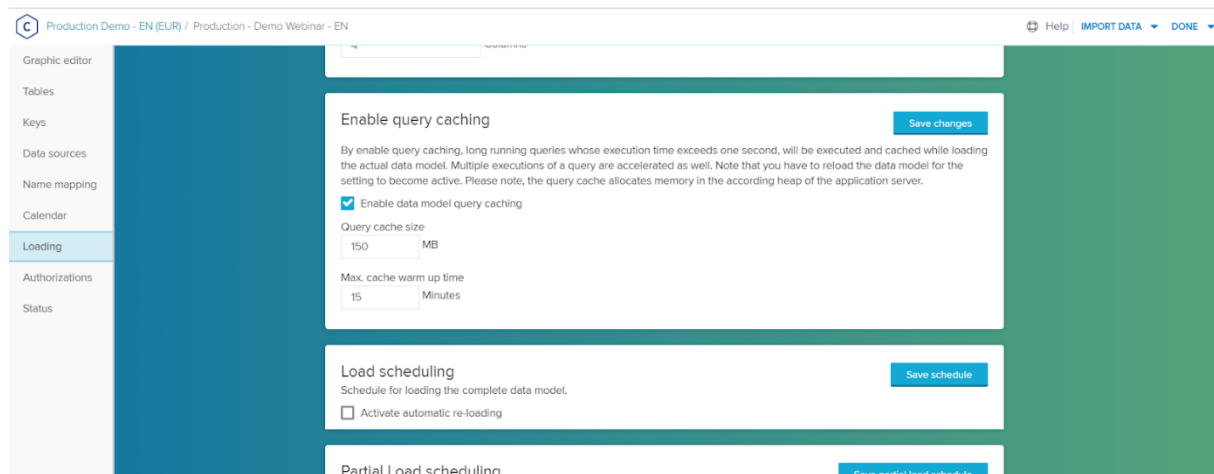 C Production Demo - EN (EUR) / Production - Demo Webinar - EN
Help IMPORT DATA DONE
Graphic editor
Tables
Keys
Data sources
Name mapping
Calendar
Loading
Authorizations
Status
4 Columns
Enable query caching
Save changes
By enable query caching, long running queries whose execution time exceeds one second, will be executed and cached while loading
the actual data model. Multiple executions of a query are accelerated as well. Note that you have to reload the data model for the
setting to become active. Please note, the query cache allocates memory in the according heap of the application server.
Enable data model query caching
Query cache size
150 MB
Max. cache warm up time
15 Minutes
Load scheduling
Save schedule
Schedule for loading the complete data model.
Activate automatic re-loading
Partial Load scheduling
Save partial load schedule